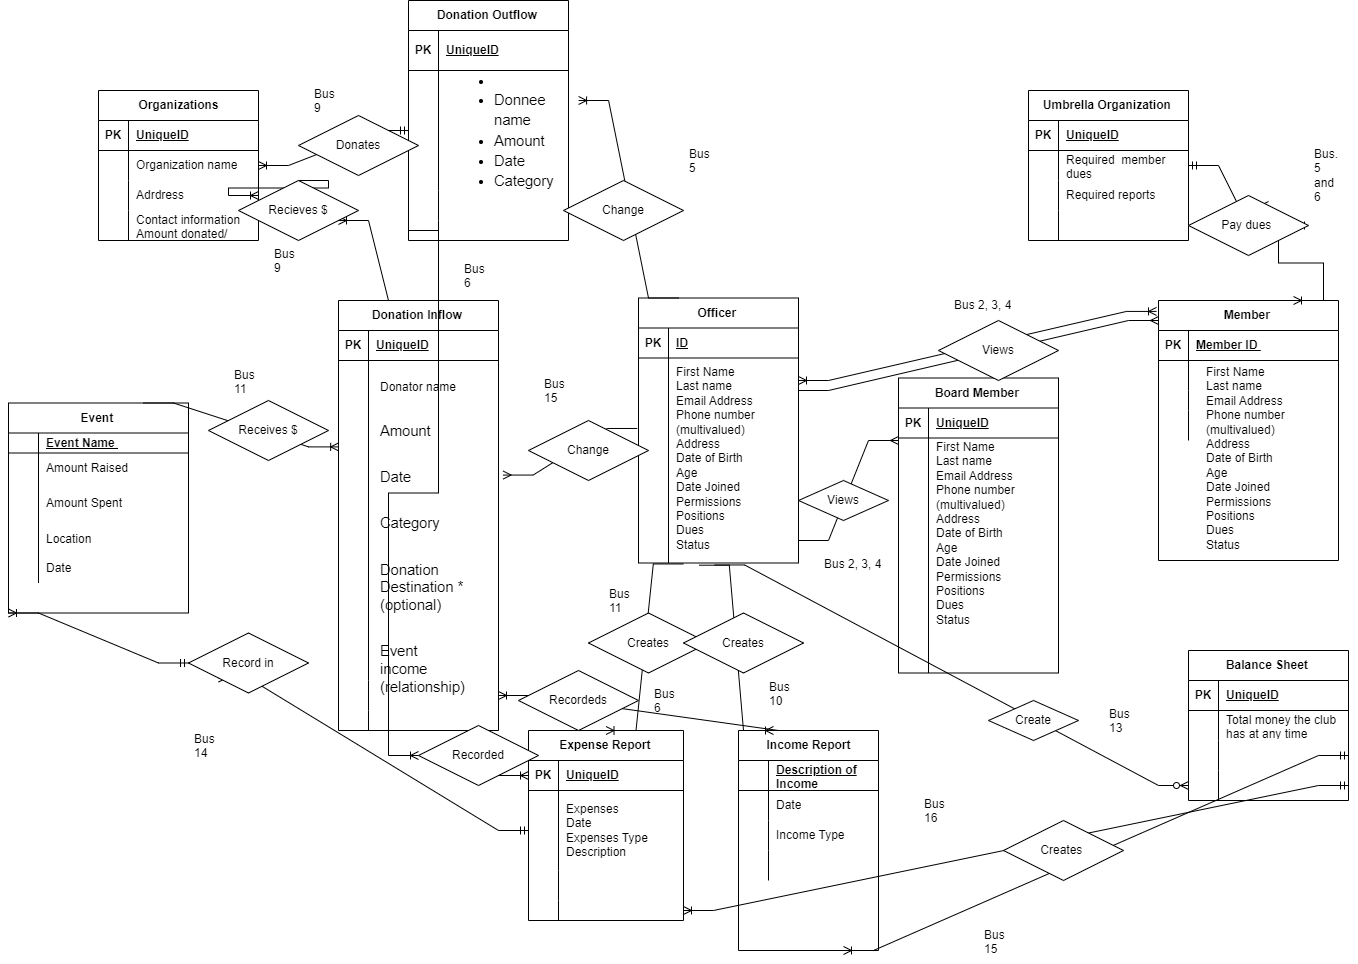 Donation Outflow
PK UniqueID
Donnee
name
Amount
Date
Category
Bus
9
Organizations
PK UniqueID
Organization name
Adrdress
Contact information
Amount donated/
Donates
Recieves $
Bus
9
Bus
5
Change
Umbrella Organization
PK UniqueID
Required member
dues
Required reports
Bus.
5
and
6
Pay dues
Bus
6
Donation Inflow
PK UniqueID
Donator name
Amount
Date
Category
Donation
Destination *
(optional)
Event
income
(relationship)
Officer
PK ID
First Name
Last name
Email Address
Phone number
(multivalued)
Address
Date of Birth
Age
Date Joined
Permissions
Positions
Dues
Status
Bus 2, 3, 4
Views
Member
PK Member ID
First Name
Last name
Email Address
Phone number
(multivalued)
Address
Date of Birth
Age
Date Joined
Permissions
Positions
Dues
Status
Board Member
PK UniqueID
First Name
Last name
Email Address
Phone number
(multivalued)
Address
Date of Birth
Age
Date Joined
Permissions
Positions
Dues
Status
Views
Bus 2, 3, 4
Bus
11
Receives $
Bus
15
Change
Event
Event Name
Amount Raised
Amount Spent
Location
Date
Record in
Bus
14
Bus
11
Creates
Creates
Bus
10
Recordeds
Bus
6
Recorded
Expense Report
PK UniqueID
Expenses
Date
Expenses Type
Description
Income Report
Description of
Income
Date
Income Type
Create
Bus
13
Balance Sheet
PK UniqueID
Total money the club
has at any time
Bus
16
Creates
Bus
15